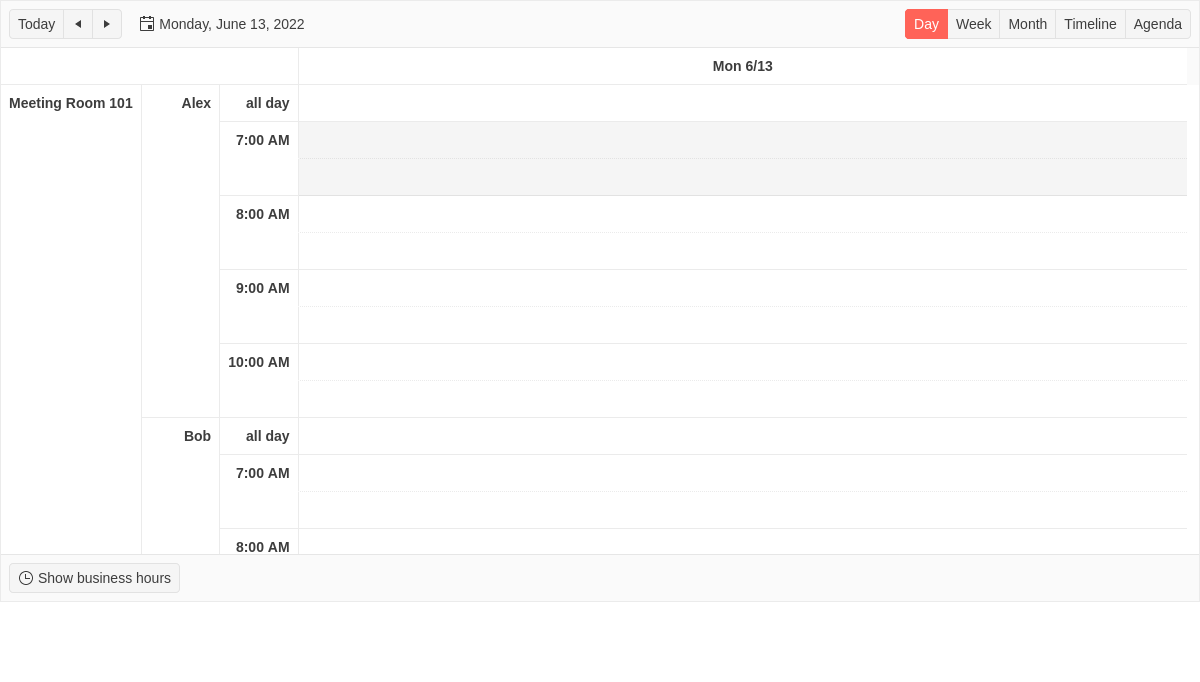 Today Monday, June 13, 2022 Day Week Month Timeline Agenda
Mon 6/13
Meeting Room 101 Alex all day
7:00 AM
8:00 AM
9:00 AM
10:00 AM
Bob all day
7:00 AM
8:00 AM
Show business hours